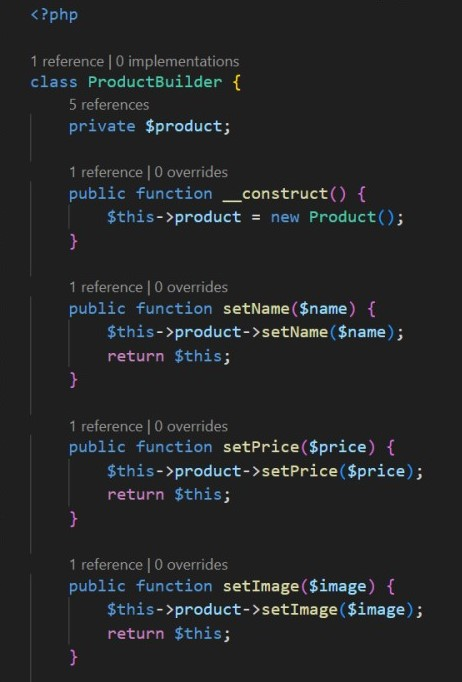 <?php
1 reference | 0 implementations
class ProductBuilder {
5 references
private $product;
1 reference | 0 overrides
public function __construct() {
$this->product = new Product();
}
1 reference | 0 overrides
public function setName($name) {
$this->product->setName($name);
return $this;
}
1 reference | 0 overrides
public function setPrice($price) {
$this->product->setPrice($price);
return $this;
}
1 reference | 0 overrides
public function setImage($image) {
$this->product->setImage($image);
return $this;
}